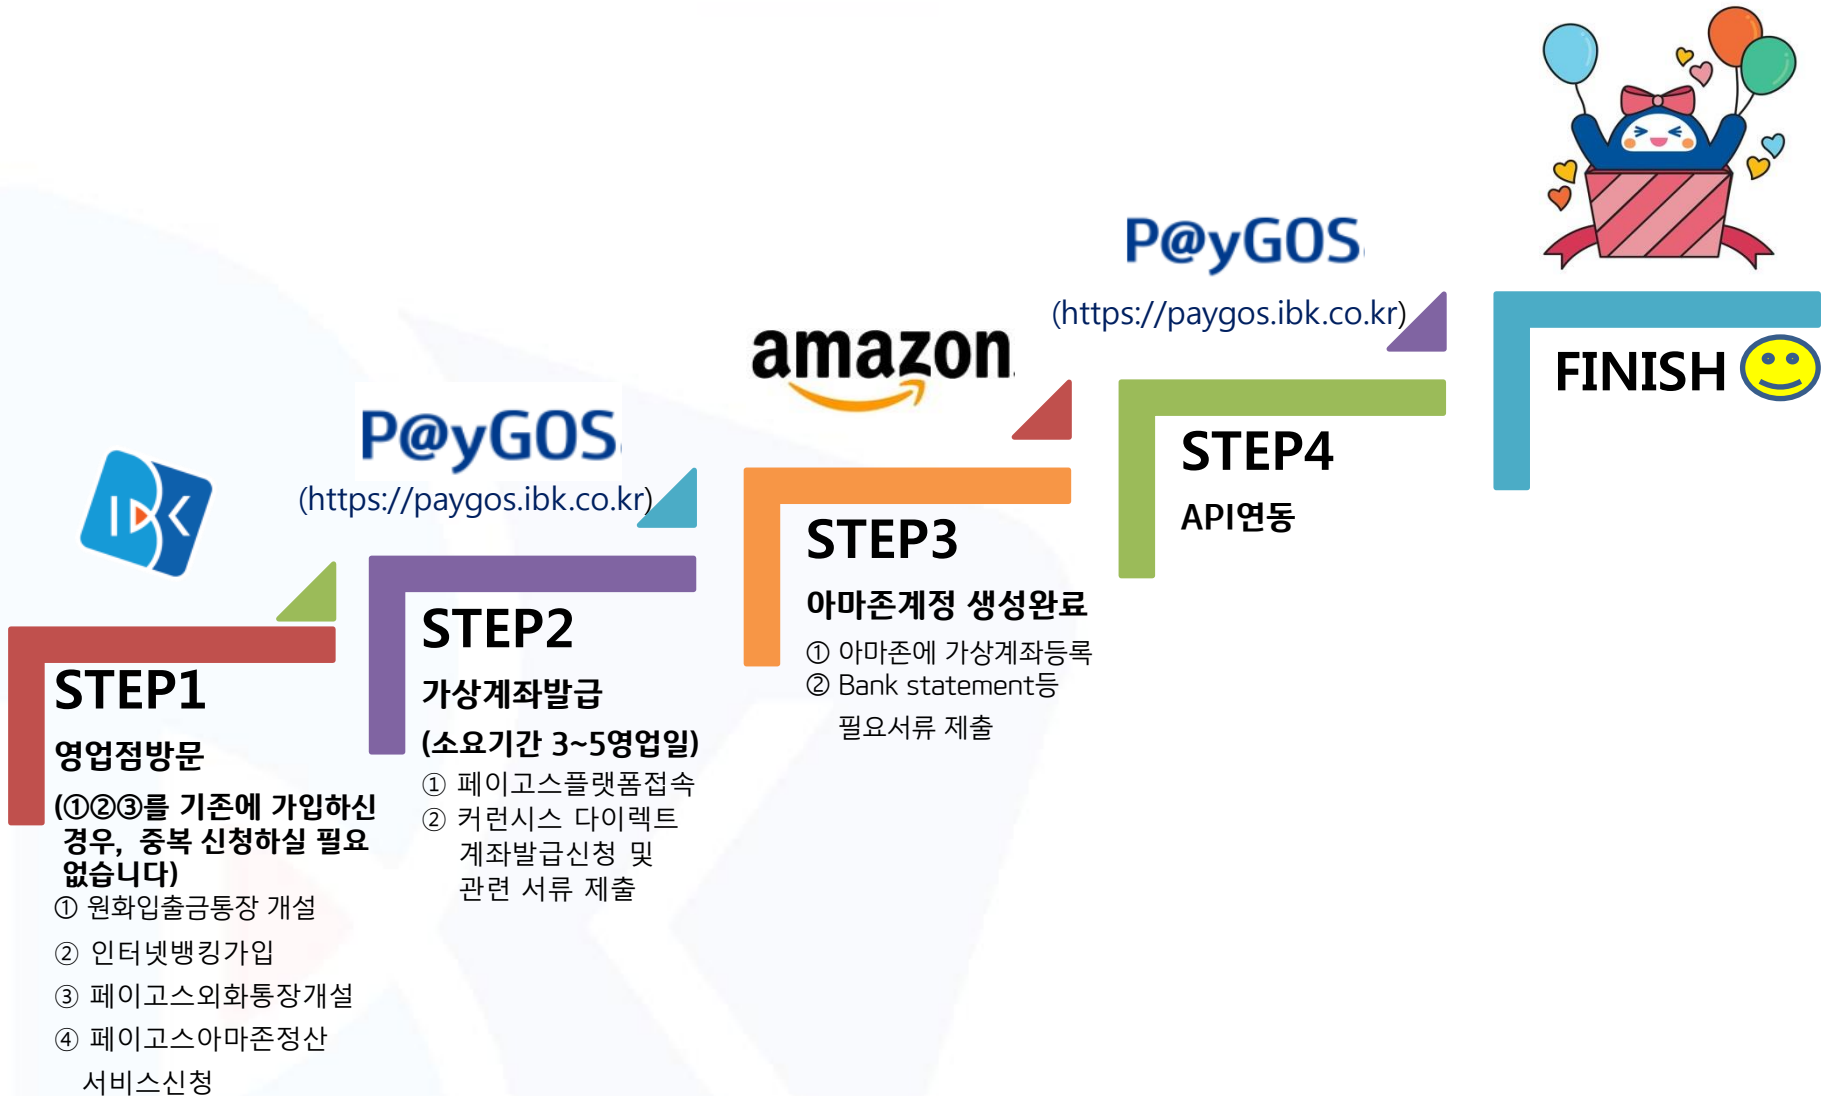 IBK
STEP1
영업점방문
(①②③를 기존에 가입하신
경우, 중복 신청하실 필요
없습니다)
① 원화입출금통장 개설
② 인터넷뱅킹가입
③ 페이고스외화통장개설
④ 페이고스아마존정산
서비스신청
P@yGOS
(https://paygos.ibk.co.kr)
STEP2
가상계좌발급
(소요기간 3~5영업일)
① 페이고스플랫폼접속
② 커런시스 다이렉트
계좌발급신청 및
관련 서류 제출
amazon
STEP3
아마존계정 생성완료
① 아마존에 가상계좌등록
② Bank statement등
필요서류 제출
P@yGOS
(https://paygos.ibk.co.kr)
STEP4
API연동
FINISH